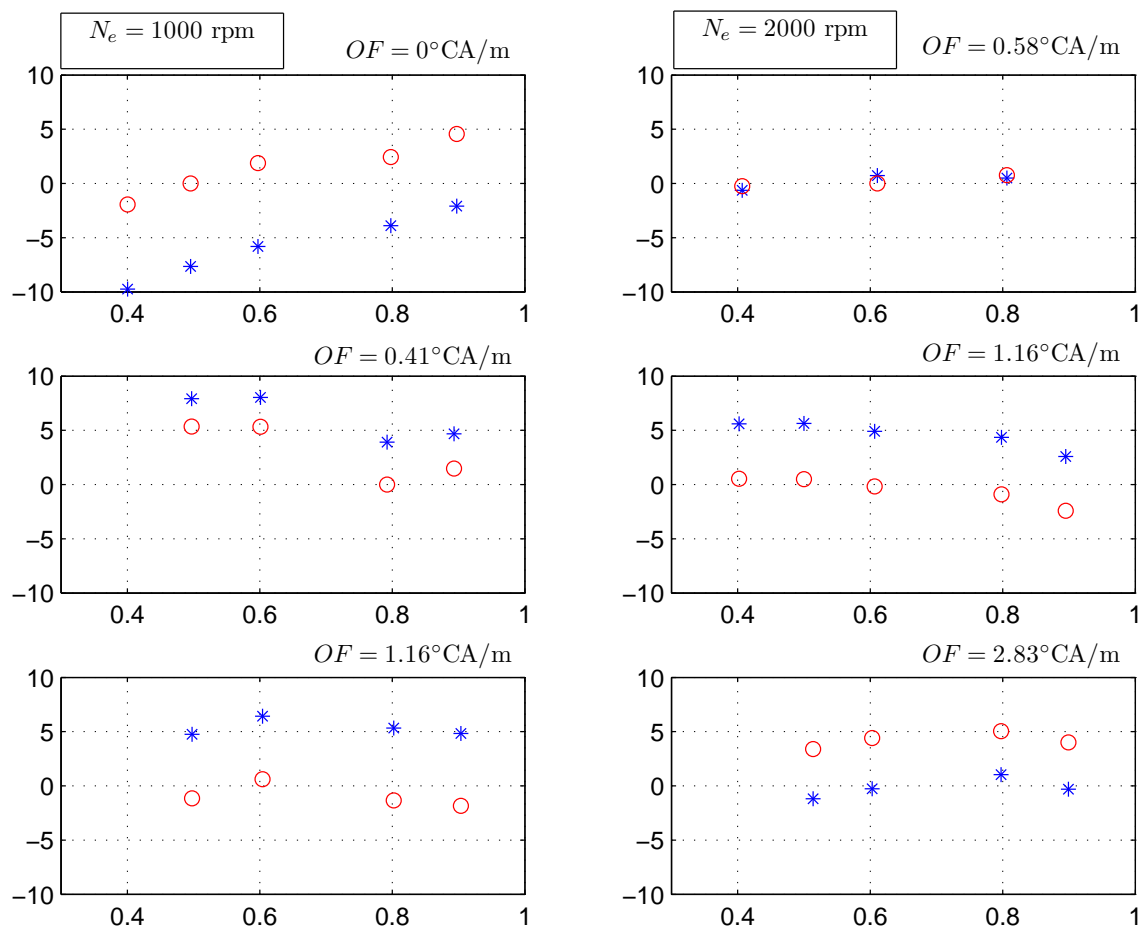 N_e = 1000 rpm
OF = 0°CA/m
10
5
0
−5
−10
0.4 0.6 0.8 1
N_e = 2000 rpm
OF = 0.58°CA/m
10
5
0
−5
−10
0.4 0.6 0.8 1
OF = 0.41°CA/m
10
5
0
−5
−10
0.4 0.6 0.8 1
OF = 1.16°CA/m
10
5
0
−5
−10
0.4 0.6 0.8 1
OF = 1.16°CA/m
10
5
0
−5
−10
0.4 0.6 0.8 1
OF = 2.83°CA/m
10
5
0
−5
−10
0.4 0.6 0.8 1